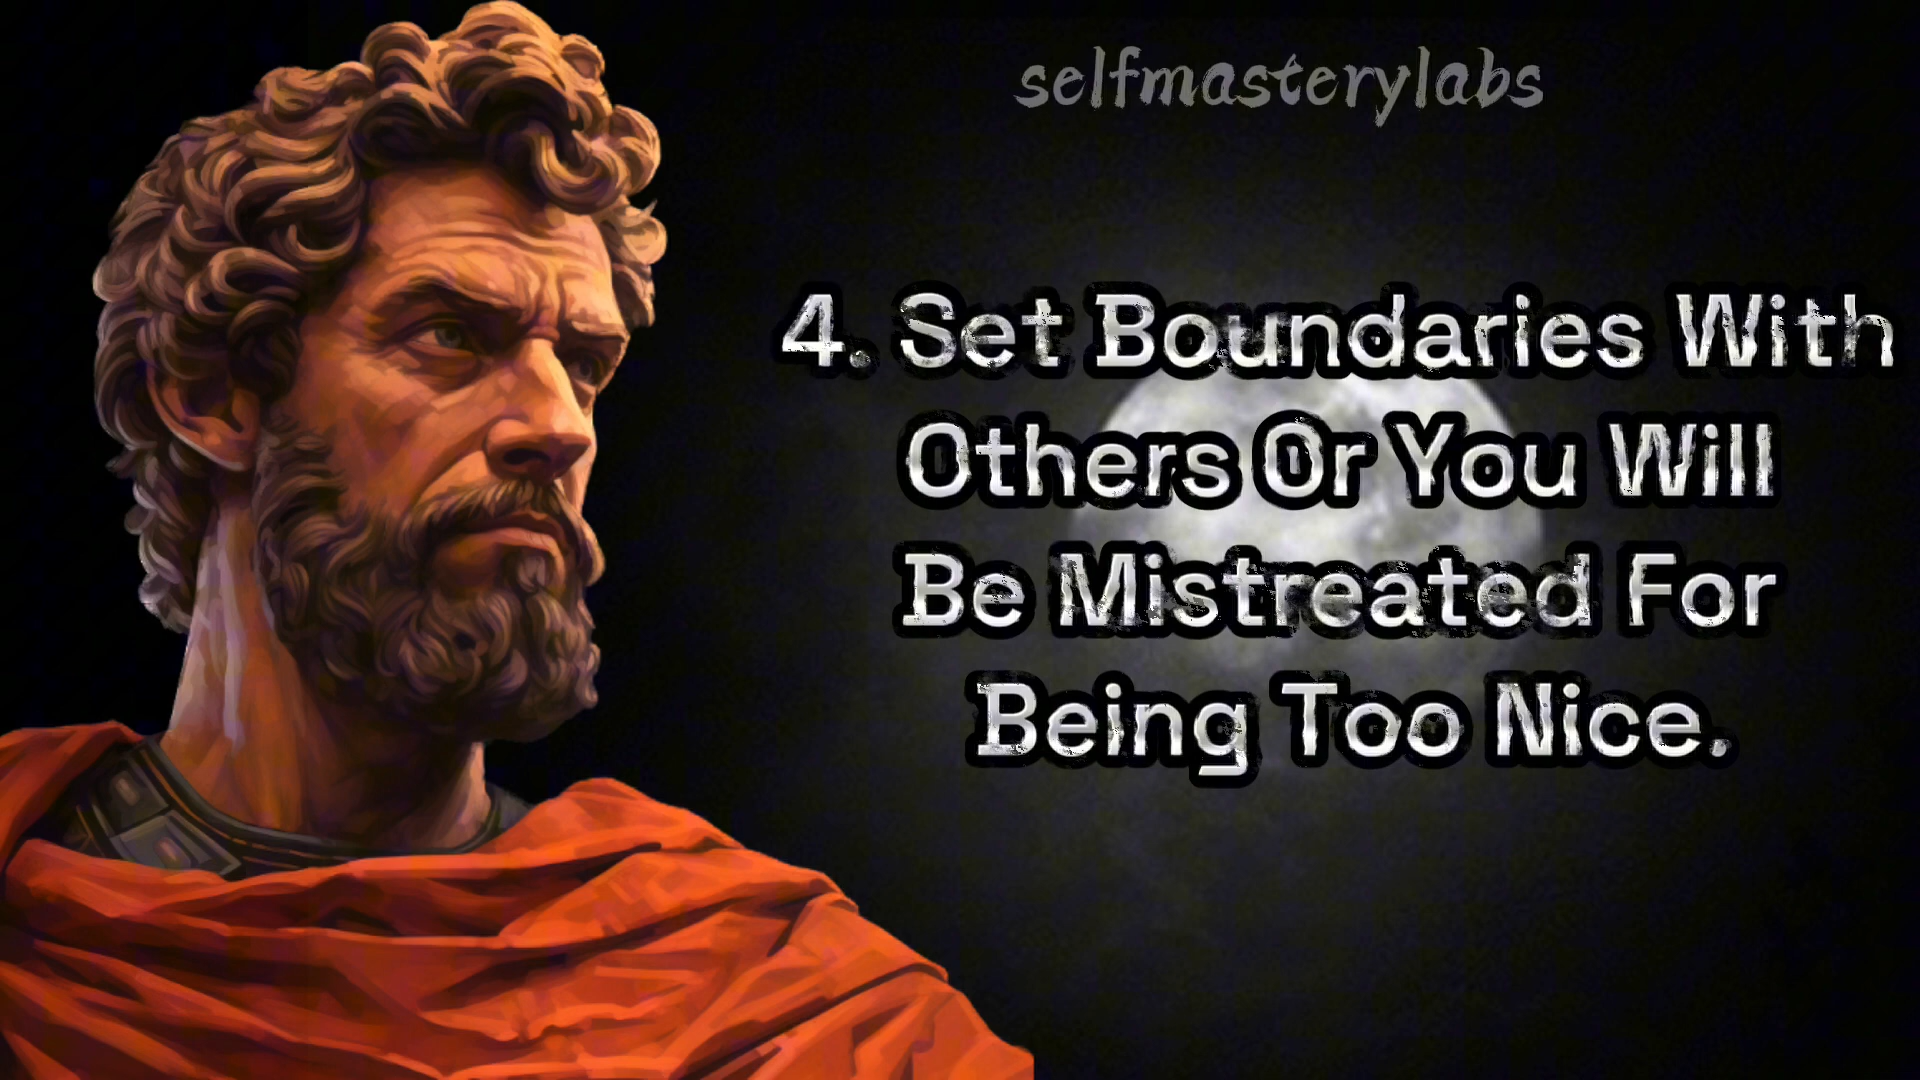 selfmasterylabs
4. Set Boundaries With
Others Or You Will
Be Mistreated For
Being Too Nice.